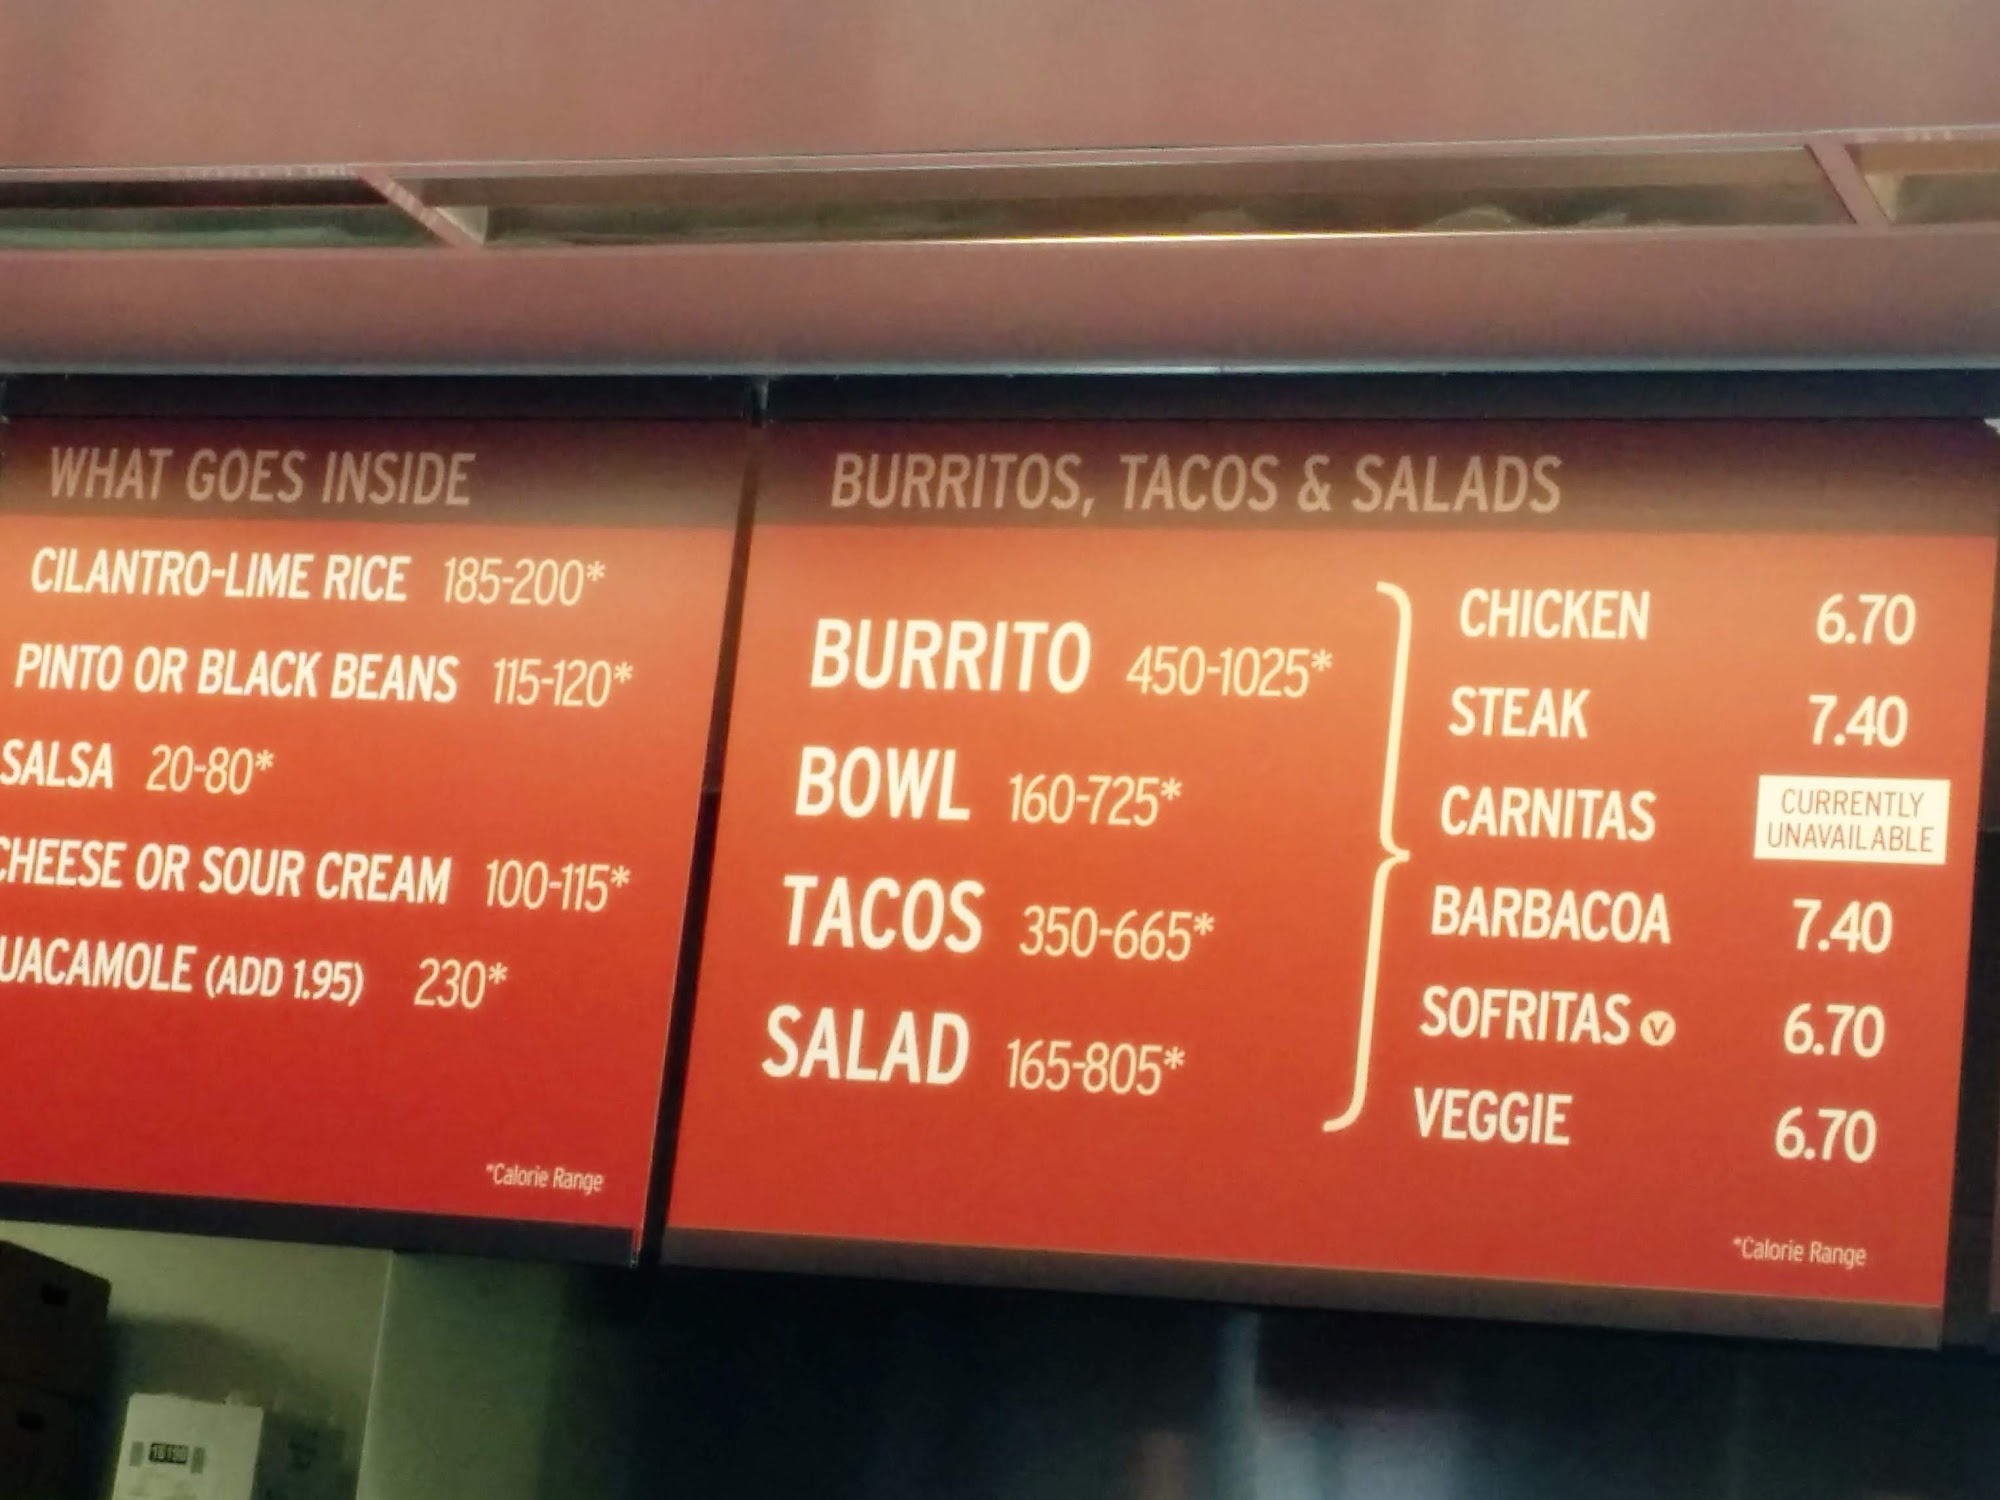 WHAT GOES INSIDE
CILANTRO-LIME RICE 185-200*
PINTO OR BLACK BEANS 115-120*
SALSA 20-80*
CHEESE OR SOUR CREAM 100-115*
UACAMOLE (ADD 1.95) 230*
*Calorie Range
BURRITOS, TACOS & SALADS
BURRITO 450-1025*
BOWL 160-725*
TACOS 350-665*
SALAD 165-805*
CHICKEN 6.70
STEAK 7.40
CARNITAS CURRENTLY
UNAVAILABLE
BARBACOA 7.40
SOFRITAS V 6.70
VEGGIE 6.70
*Calorie Range